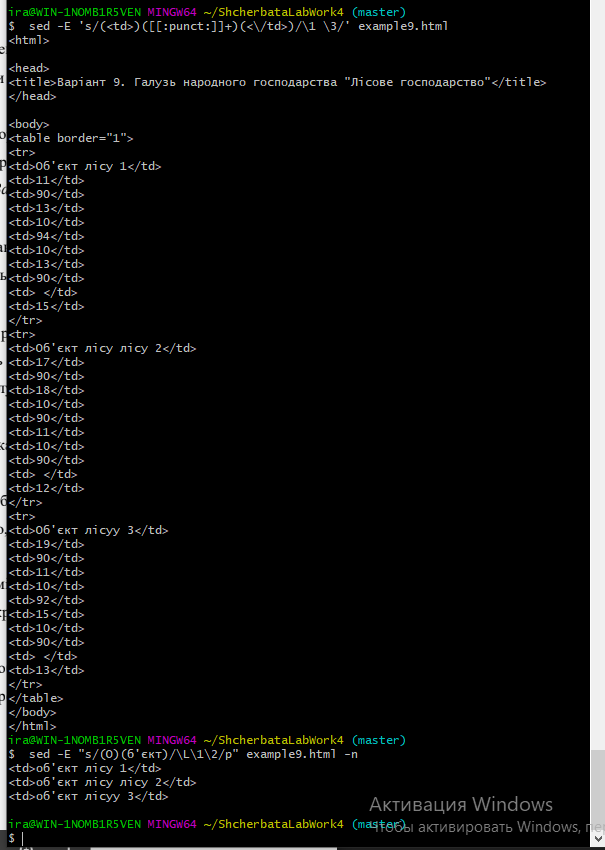 ira@WIN-1NOMB1R5VEN MINGW64 ~/ShcherbataLabWork4 (master)
$  sed -E 's/(<td>)([[:punct:]]+)(<\/td>)/\1 \3/' example9.html
<html>
<head>
<title>Варіант 9. Галузь народного господарства "Лісове господарство"</title>
</head>
<body>
<table border="1">
<tr>
<td>Об'єкт лісу 1</td>
<td>11</td>
<td>90</td>
<td>13</td>
<td>10</td>
<td>94</td>
<td>10</td>
<td>13</td>
<td>90</td>
<td> </td>
<td>15</td>
</tr>
<tr>
<td>Об'єкт лісу лісу 2</td>
<td>17</td>
<td>90</td>
<td>18</td>
<td>10</td>
<td>90</td>
<td>11</td>
<td>10</td>
<td>90</td>
<td> </td>
<td>12</td>
</tr>
<tr>
<td>Об'єкт лісуу 3</td>
<td>19</td>
<td>90</td>
<td>11</td>
<td>10</td>
<td>92</td>
<td>15</td>
<td>10</td>
<td>90</td>
<td> </td>
<td>13</td>
</tr>
</table>
</body>
</html>
ira@WIN-1NOMB1R5VEN MINGW64 ~/ShcherbataLabWork4 (master)
$  sed -E "s/(О)(б'єкт)/\L\1\2/p" example9.html -n
<td>об'єкт лісу 1</td>
<td>об'єкт лісу лісу 2</td>
<td>об'єкт лісуу 3</td>
Активация Windows
ira@WIN-1NOMB1R5VEN MINGW64 ~/ShcherbataLabWork4 (master)
Чтобы активировать Windows,
$